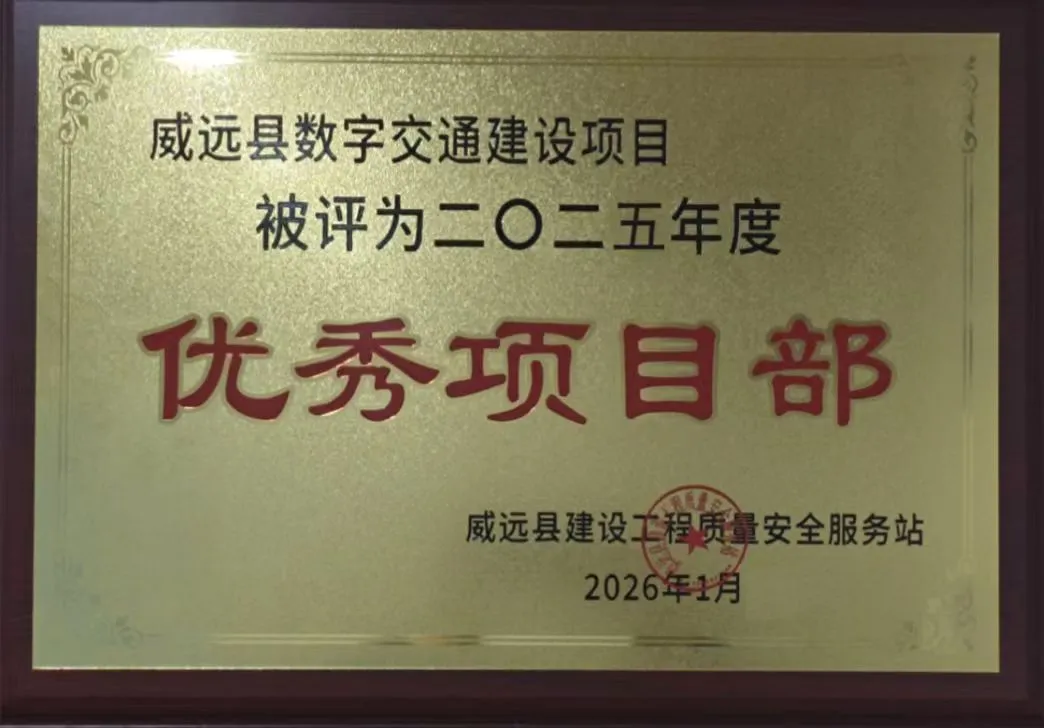 威远县数字交通建设项目
被评为二〇二五年度
优秀项目部
威远县建设工程质量安全服务站
2026年1月